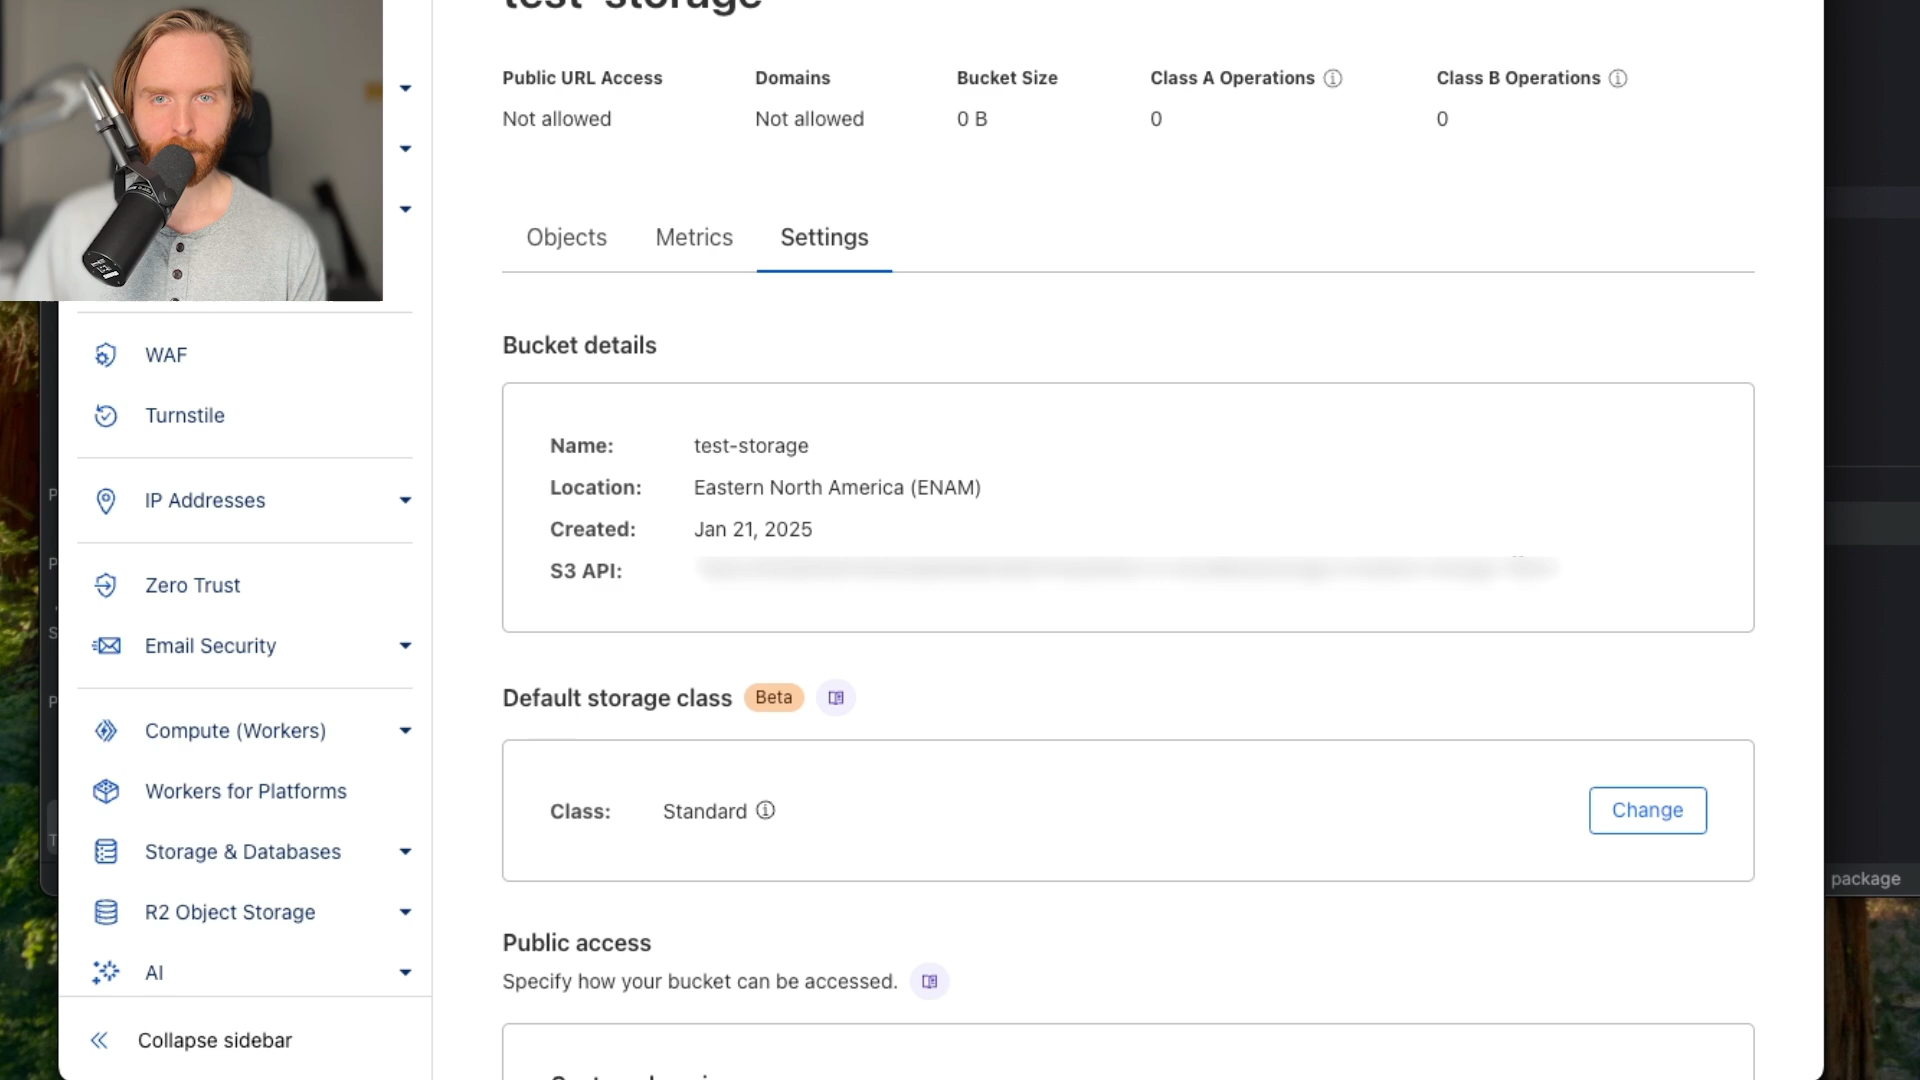 test-storage
Public URL Access
Domains
Bucket Size
Class A Operations
Class B Operations
Not allowed
Not allowed
0 B
0
0
Objects
Metrics
Settings
WAF
Turnstile
IP Addresses
Zero Trust
Email Security
Compute (Workers)
Workers for Platforms
Storage & Databases
R2 Object Storage
AI
Collapse sidebar
Bucket details
Name: test-storage
Location: Eastern North America (ENAM)
Created: Jan 21, 2025
S3 API:
Default storage class Beta
Class: Standard
Change
Public access
Specify how your bucket can be accessed.
package